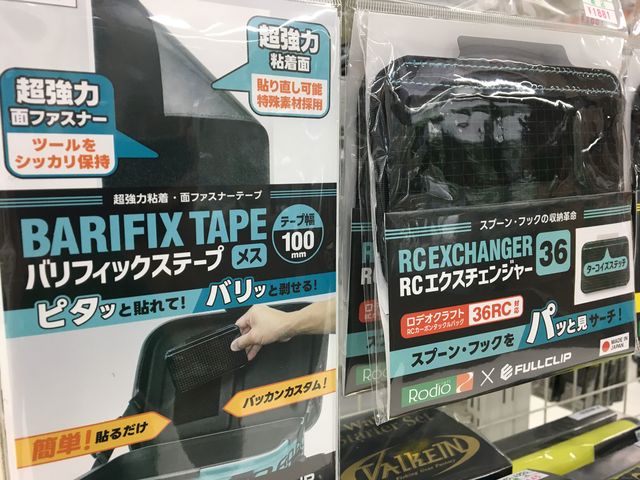 超強力
粘着面
貼り直し可能
特殊素材採用
超強力
面ファスナー
ツールを
シッカリ保持
超強力粘着・面ファスナーテープ
BARIFIX TAPE
バリフィックステープ メス
テープ幅
100
mm
ピタッと貼れて! バリッと剥せる!
バッカンカスタム!
簡単! 貼るだけ
FULLCLIP
スプーン・フックの収納革命
RC EXCHANGER 36
RCエクスチェンジャー
ターコイズステッチ
ロデオクラフト
RCカーボンタックルバッグ
36RC 対応
スプーン・フックを パッと見サーチ!
MADE IN
JAPAN
Rodio
X
FULLCLIP
VALKEIN
Fishing Gear Factory